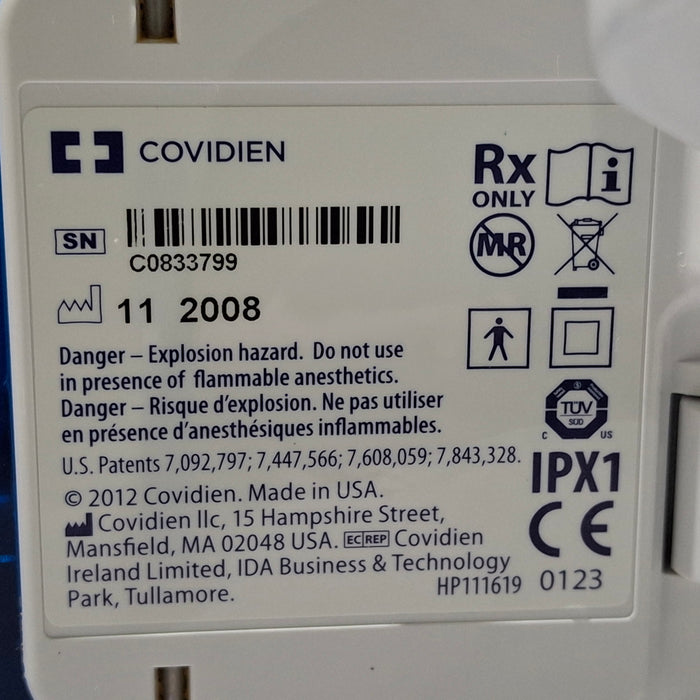 COVIDIEN
Rx
ONLY
i
SN
C0833799
MR
11 2008
Danger – Explosion hazard. Do not use
in presence of flammable anesthetics.
Danger – Risque d'explosion. Ne pas utiliser
en présence d'anesthésiques inflammables.
TÜV
SÜD
C US
U.S. Patents 7,092,797; 7,447,566; 7,608,059; 7,843,328.
IPX1
© 2012 Covidien. Made in USA.
Covidien llc, 15 Hampshire Street,
Mansfield, MA 02048 USA. EC REP Covidien
Ireland Limited, IDA Business & Technology
Park, Tullamore.
HP111619
CE
0123